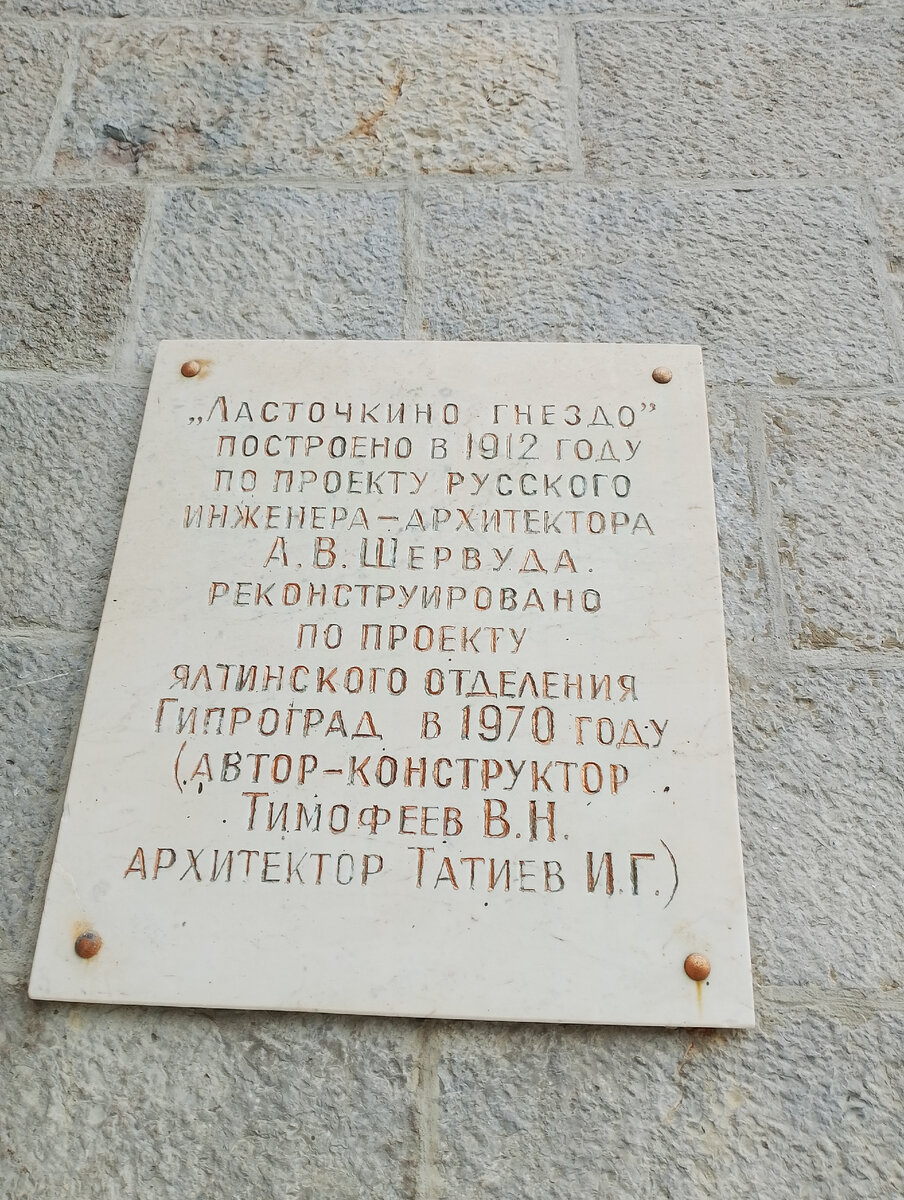 „Ласточкино гнездо”
построено в 1912 году
по проекту русского
инженера-архитектора
А.В. Шервуда.
реконструировано
по проекту
ялтинского отделения
Гипроград в 1970 году
(автор-конструктор
Тимофеев В.Н.
архитектор Татиев И.Г.)